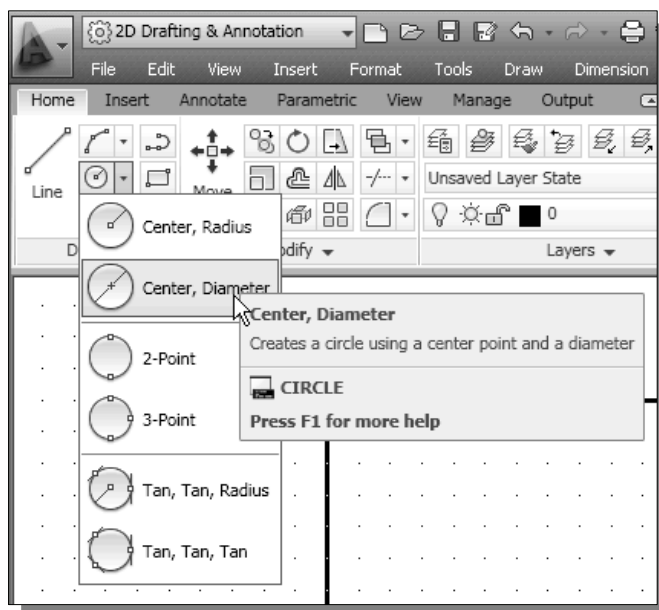 2D Drafting & Annotation
File Edit View Insert Format Tools Draw Dimension
Home Insert Annotate Parametric View Manage Output
Line
Move
Unsaved Layer State
0
Layers
Center, Radius
Center, Diameter
2-Point
3-Point
Tan, Tan, Radius
Tan, Tan, Tan
Center, Diameter
Creates a circle using a center point and a diameter
CIRCLE
Press F1 for more help